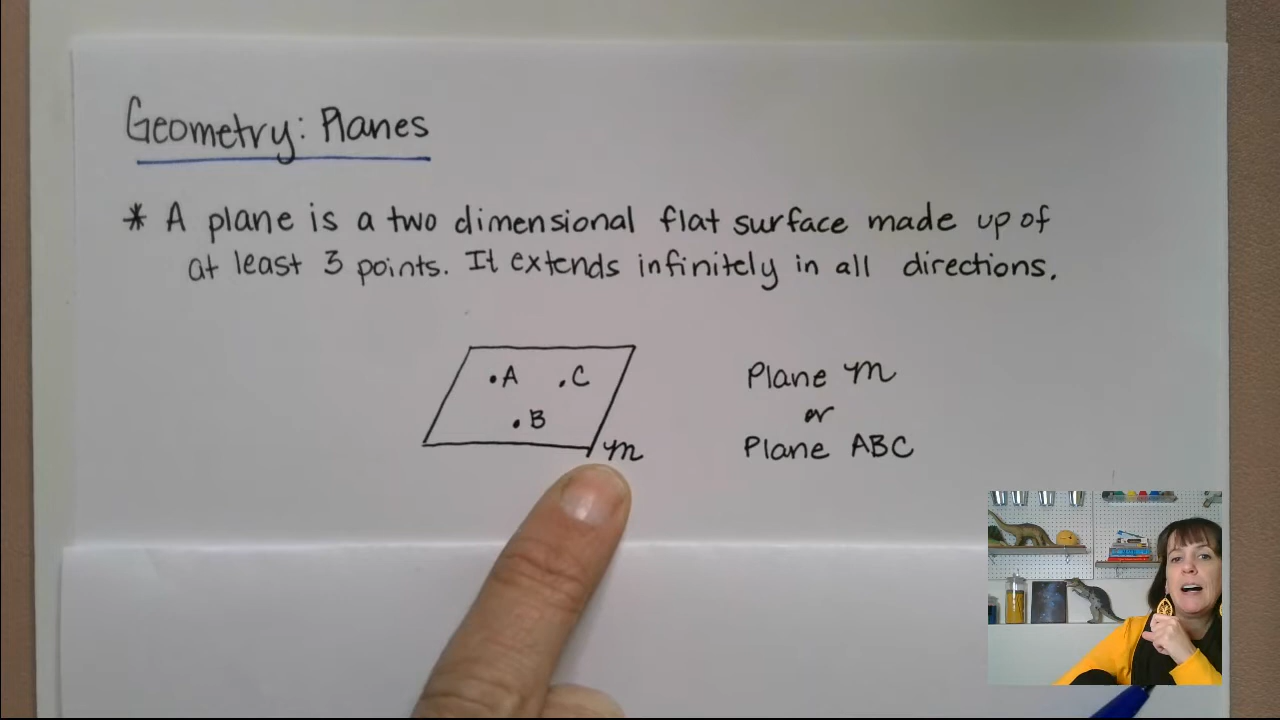 Geometry: Planes
* A plane is a two dimensional flat surface made up of
at least 3 points. It extends infinitely in all directions.
A
C
B
m
Plane m
or
Plane ABC